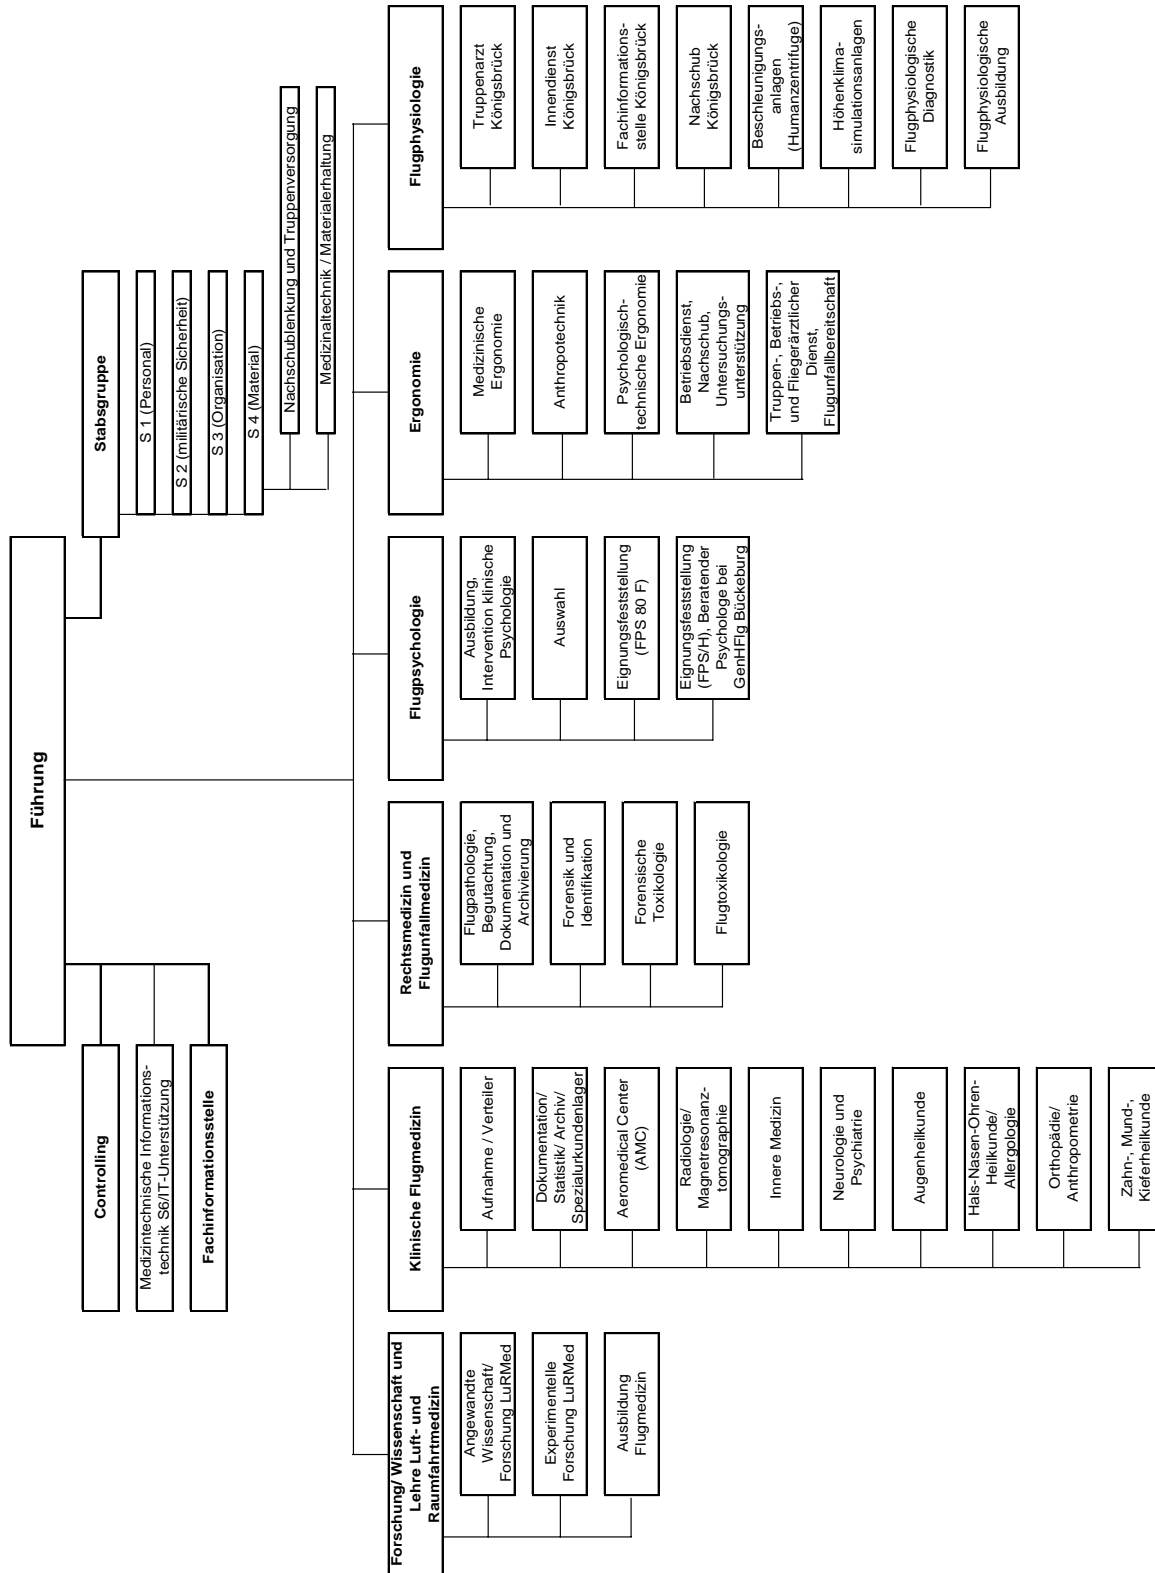 Führung
Controlling
Medizintechnische Informations-
technik S6/IT-Unterstützung
Fachinformationsstelle
Stabsgruppe
S 1 (Personal)
S 2 (militärische Sicherheit)
S 3 (Organisation)
S 4 (Material)
Nachschublenkung und Truppenversorgung
Medizinaltechnik / Materialerhaltung
Forschung/ Wissenschaft und
Lehre Luft- und
Raumfahrtmedizin
Angewandte
Wissenschaft/
Forschung LuRMed
Experimentelle
Forschung LuRMed
Ausbildung
Flugmedizin
Klinische Flugmedizin
Aufnahme / Verteiler
Dokumentation/
Statistik/ Archiv/
Spezialurkundenlager
Aeromedical Center
(AMC)
Radiologie/
Magnetresonanz-
tomographie
Innere Medizin
Neurologie und
Psychiatrie
Augenheilkunde
Hals-Nasen-Ohren-
Heilkunde/
Allergologie
Orthopädie/
Anthropometrie
Zahn-, Mund-,
Kieferheilkunde
Rechtsmedizin und
Flugunfallmedizin
Flugpathologie,
Begutachtung,
Dokumentation und
Archivierung
Forensik und
Identifikation
Forensische
Toxikologie
Flugtoxikologie
Flugpsychologie
Ausbildung,
Intervention klinische
Psychologie
Auswahl
Eignungsfeststellung
(FPS 80 F)
Eignungsfeststellung
(FPS/H), Beratender
Psychologe bei
GenHFlg Bückeburg
Ergonomie
Medizinische
Ergonomie
Anthropotechnik
Psychologisch-
technische Ergonomie
Betriebsdienst,
Nachschub,
Untersuchungs-
unterstützung
Truppen-, Betriebs-,
und Fliegerärztlicher
Dienst,
Flugunfallbereitschaft
Flugphysiologie
Truppenarzt
Königsbrück
Innendienst
Königsbrück
Fachinformations-
stelle Königsbrück
Nachschub
Königsbrück
Beschleunigungs-
anlagen
(Humanzentrifuge)
Höhenklima-
simulationsanlagen
Flugphysiologische
Diagnostik
Flugphysiologische
Ausbildung